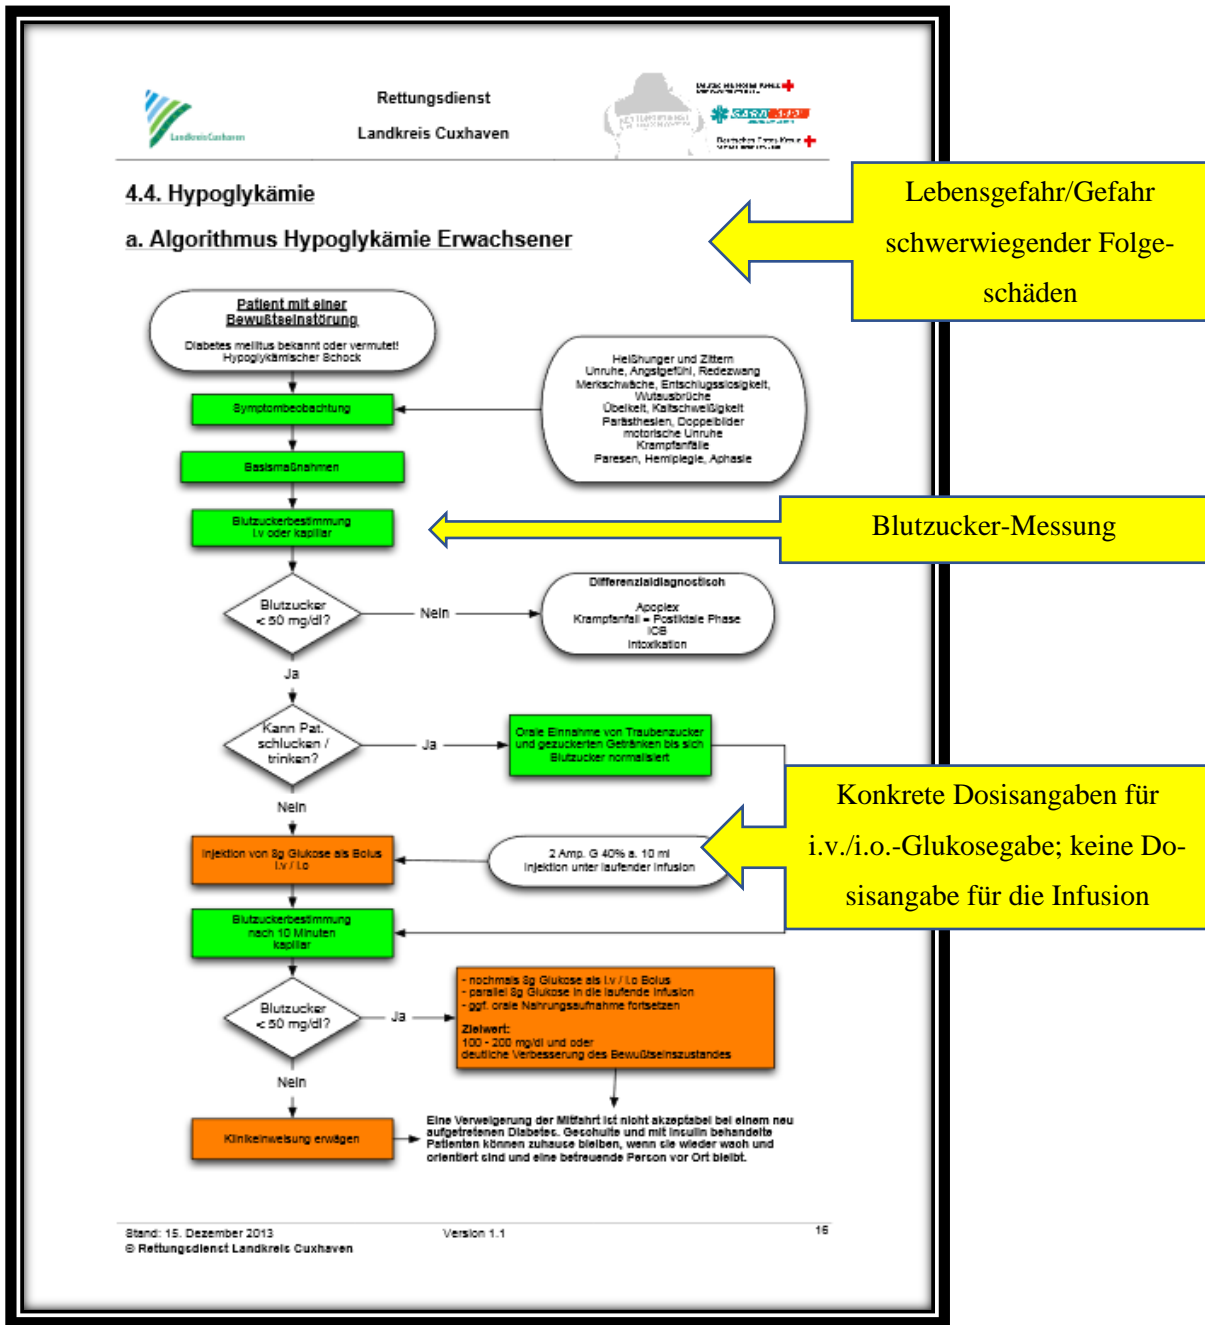 Rettungsdienst
Landkreis Cuxhaven
Landkreis Cuxhaven
4.4. Hypoglykämie
a. Algorithmus Hypoglykämie Erwachsener
Lebensgefahr/Gefahr
schwerwiegender Folge-
schäden
Patient mit einer
Bewußtseinstörung
Diabetes mellitus bekannt oder vermutet!
Hypoglykämischer Schock
Heißhunger und Zittern
Unruhe, Angstgefühl, Redezwang
Merkschwäche, Entschlugsslosigkeit,
Wutausbrüche
Übelkeit, Kaltschweißigkeit
Parästhesien, Doppelbilder
motorische Unruhe
Krampfanfälle
Paresen, Hemiplegie, Aphasie
Symptombeobachtung
Basismaßnahmen
Blutzuckerbestimmung
i.v oder kapillar
Blutzucker-Messung
Blutzucker
< 50 mg/dl?
Nein
Differenzialdiagnostisch
Apoplex
Krampfanfall = Postiktale Phase
ICB
Intoxikation
Ja
Kann Pat.
schlucken /
trinken?
Ja
Orale Einnahme von Traubenzucker
und gezuckerten Getränken bis sich
Blutzucker normalisiert
Nein
Konkrete Dosisangaben für
i.v./i.o.-Glukosegabe; keine Do-
sisangabe für die Infusion
Injektion von 8g Glukose als Bolus
i.v / i.o
2 Amp. G 40% a. 10 ml
Injektion unter laufender Infusion
Blutzuckerbestimmung
nach 10 Minuten
kapillar
Blutzucker
< 50 mg/dl?
Ja
- nochmals 8g Glukose als i.v / i.o Bolus
- parallel 8g Glukose in die laufende Infusion
- ggf. orale Nahrungsaufnahme fortsetzen
Zielwert:
100 - 200 mg/dl und oder
deutliche Verbesserung des Bewußtseinszustandes
Nein
Klinikeinweisung erwägen
Eine Verweigerung der Mitfahrt ist nicht akzeptabel bei einem neu
aufgetretenen Diabetes. Geschulte und mit Insulin behandelte
Patienten können zuhause bleiben, wenn sie wieder wach und
orientiert sind und eine betreuende Person vor Ort bleibt.
Stand: 15. Dezember 2013
Version 1.1
16
© Rettungsdienst Landkreis Cuxhaven